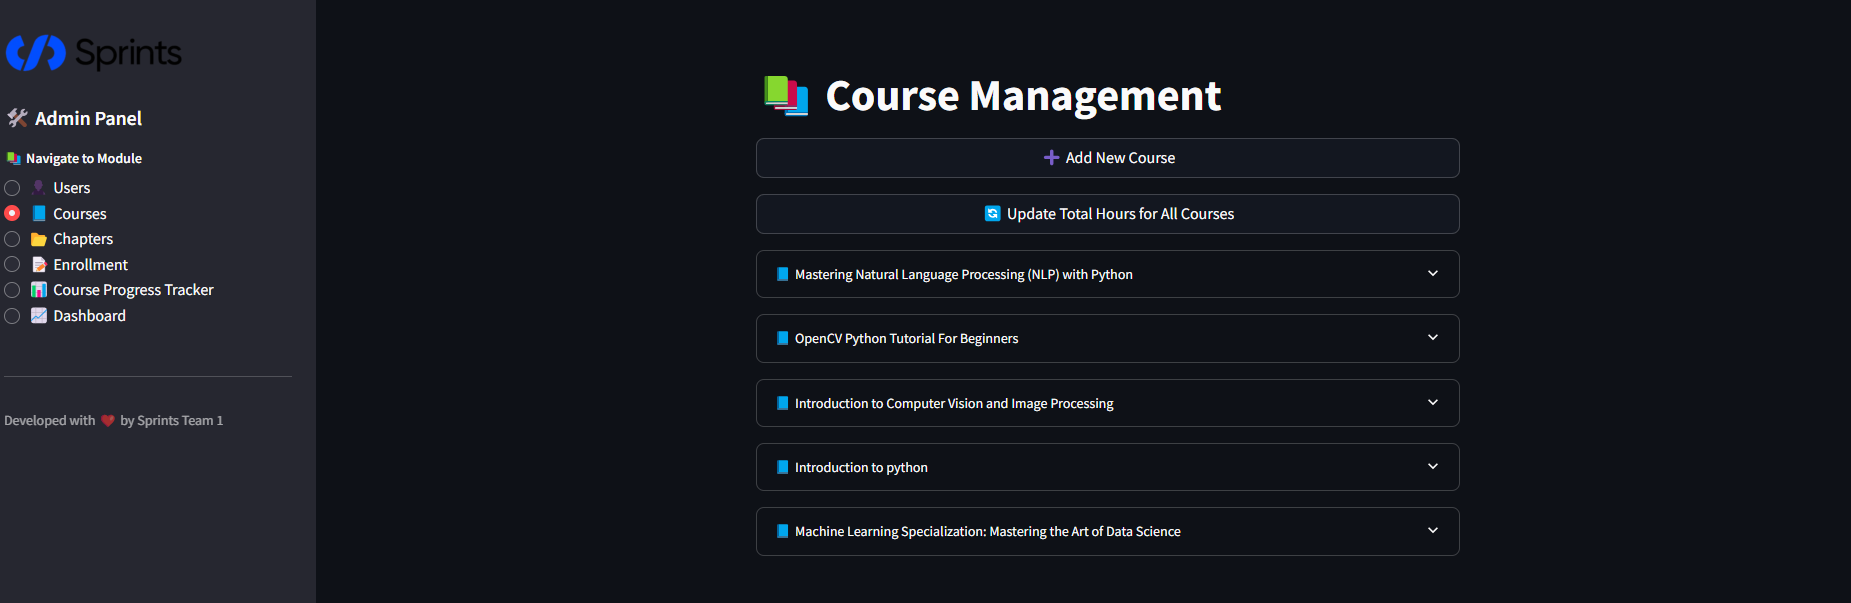 Sprints
🛠️ Admin Panel
📚 Navigate to Module
👤 Users
📘 Courses
📂 Chapters
📝 Enrollment
📊 Course Progress Tracker
📈 Dashboard
Developed with ❤️ by Sprints Team 1
📚 Course Management
➕ Add New Course
🔄 Update Total Hours for All Courses
📘 Mastering Natural Language Processing (NLP) with Python
📘 OpenCV Python Tutorial For Beginners
📘 Introduction to Computer Vision and Image Processing
📘 Introduction to python
📘 Machine Learning Specialization: Mastering the Art of Data Science